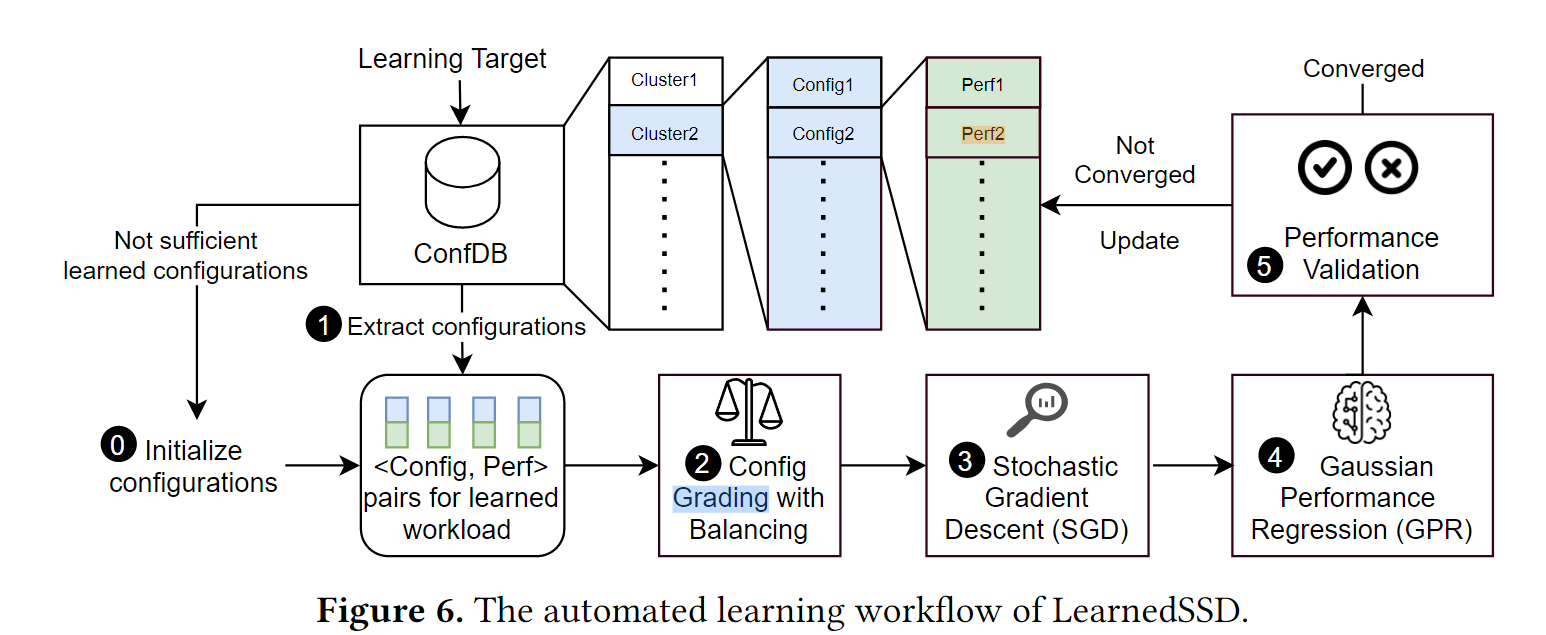 Learning Target
ConfDB
Cluster1
Cluster2
Config1
Config2
Perf1
Perf2
Converged
Not
Converged
Update
5 Performance
Validation
Not sufficient
learned configurations
1 Extract configurations
0 Initialize
configurations
<Config, Perf>
pairs for learned
workload
2 Config
Grading with
Balancing
3 Stochastic
Gradient
Descent (SGD)
4 Gaussian
Performance
Regression (GPR)
Figure 6. The automated learning workflow of LearnedSSD.